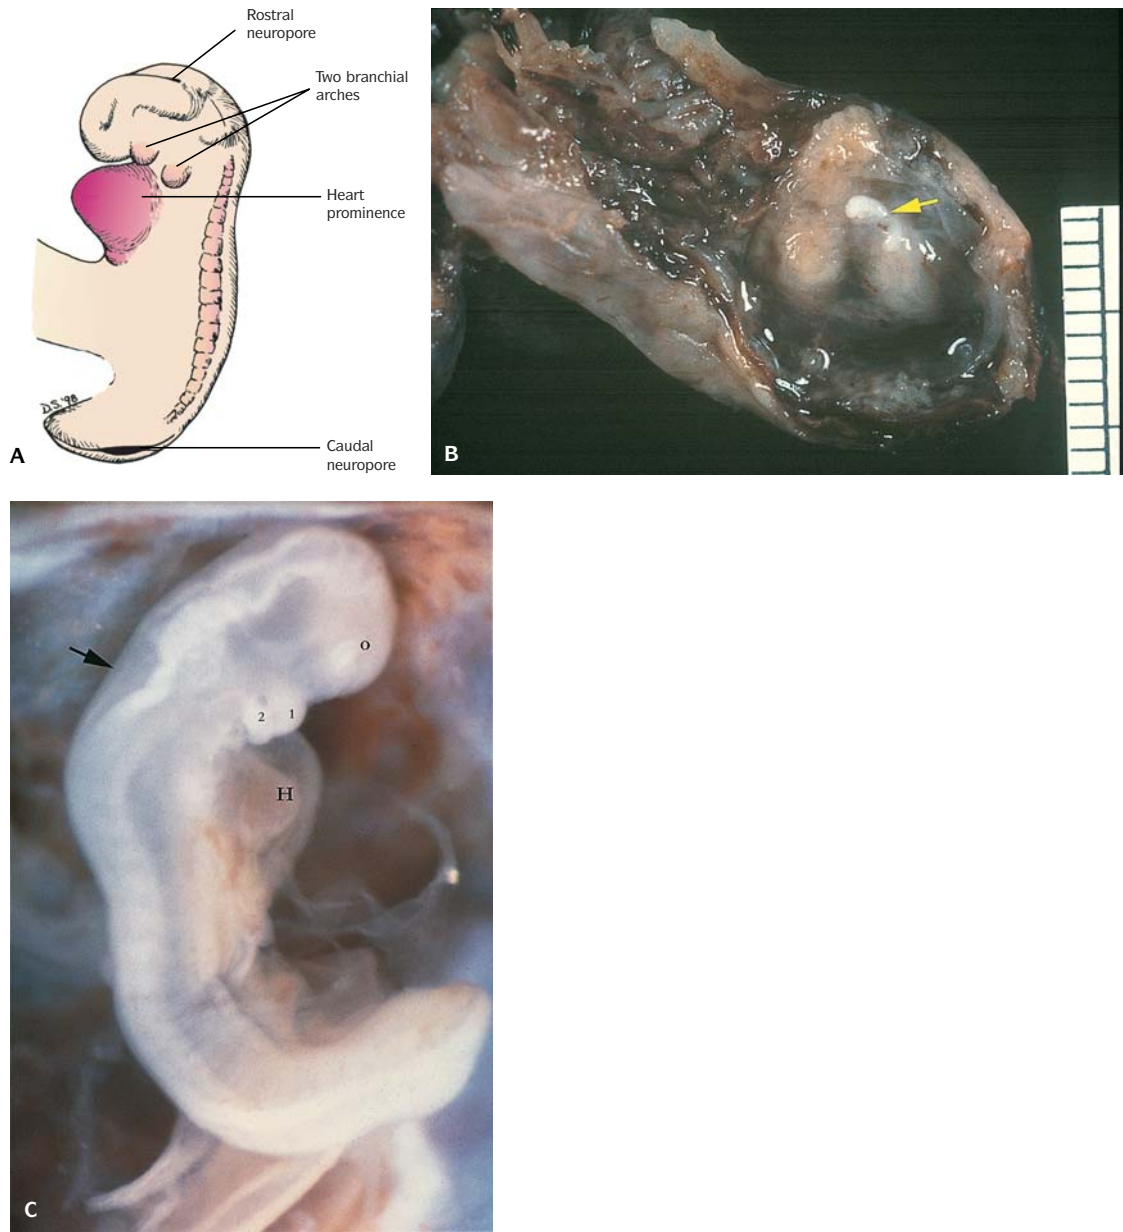 Rostral
neuropore
Two branchial
arches
Heart
prominence
D.S.'98
Caudal
neuropore
A
B
O
2 1
H
C